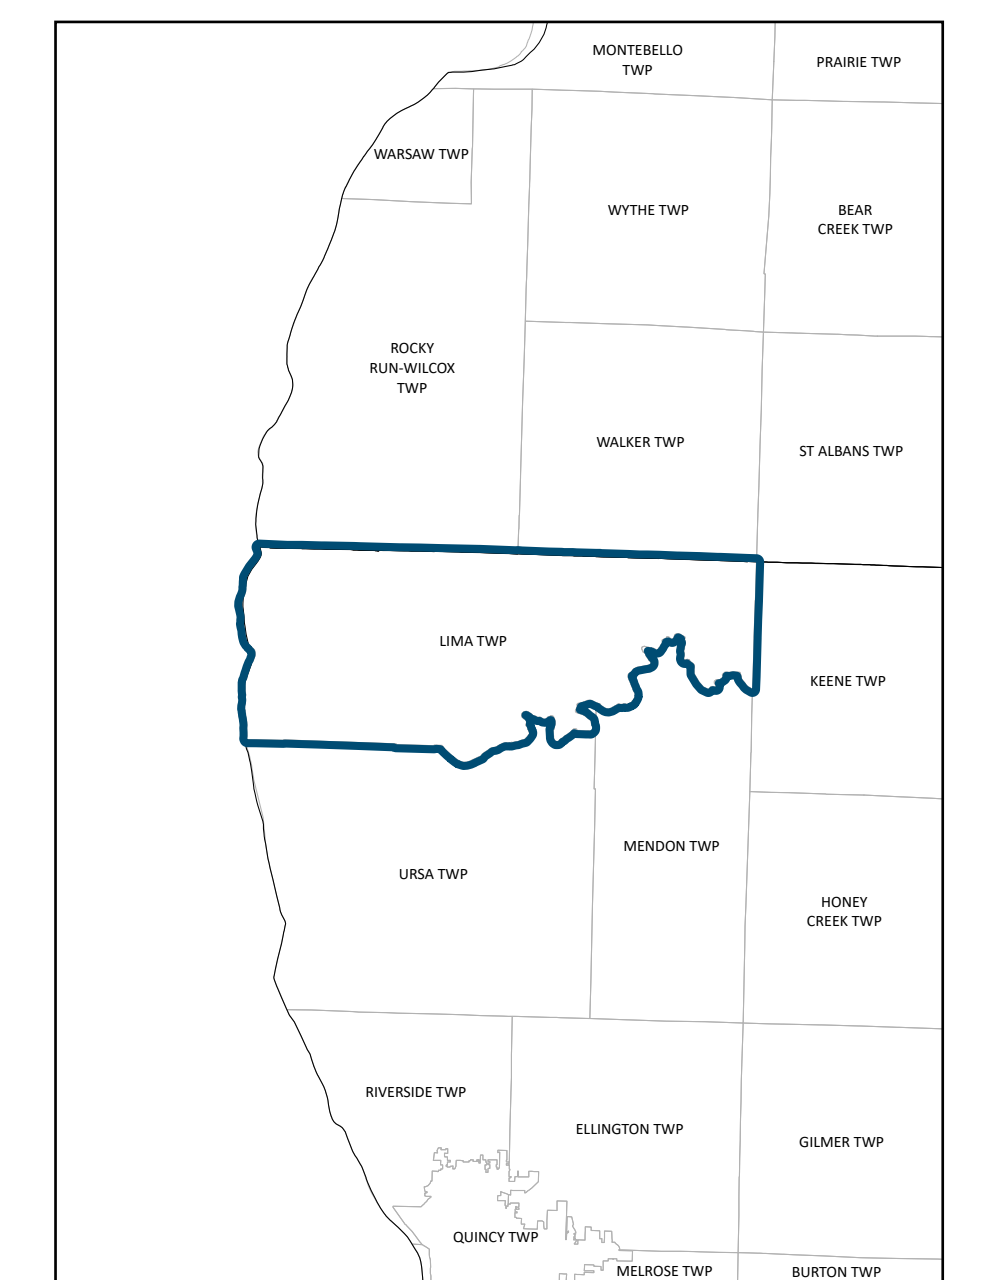 MONTEBELLO
TWP
PRAIRIE TWP
WARSAW TWP
WYTHE TWP
BEAR
CREEK TWP
ROCKY
RUN-WILCOX
TWP
WALKER TWP
ST ALBANS TWP
LIMA TWP
KEENE TWP
URSA TWP
MENDON TWP
HONEY
CREEK TWP
RIVERSIDE TWP
ELLINGTON TWP
GILMER TWP
QUINCY TWP
MELROSE TWP
BURTON TWP